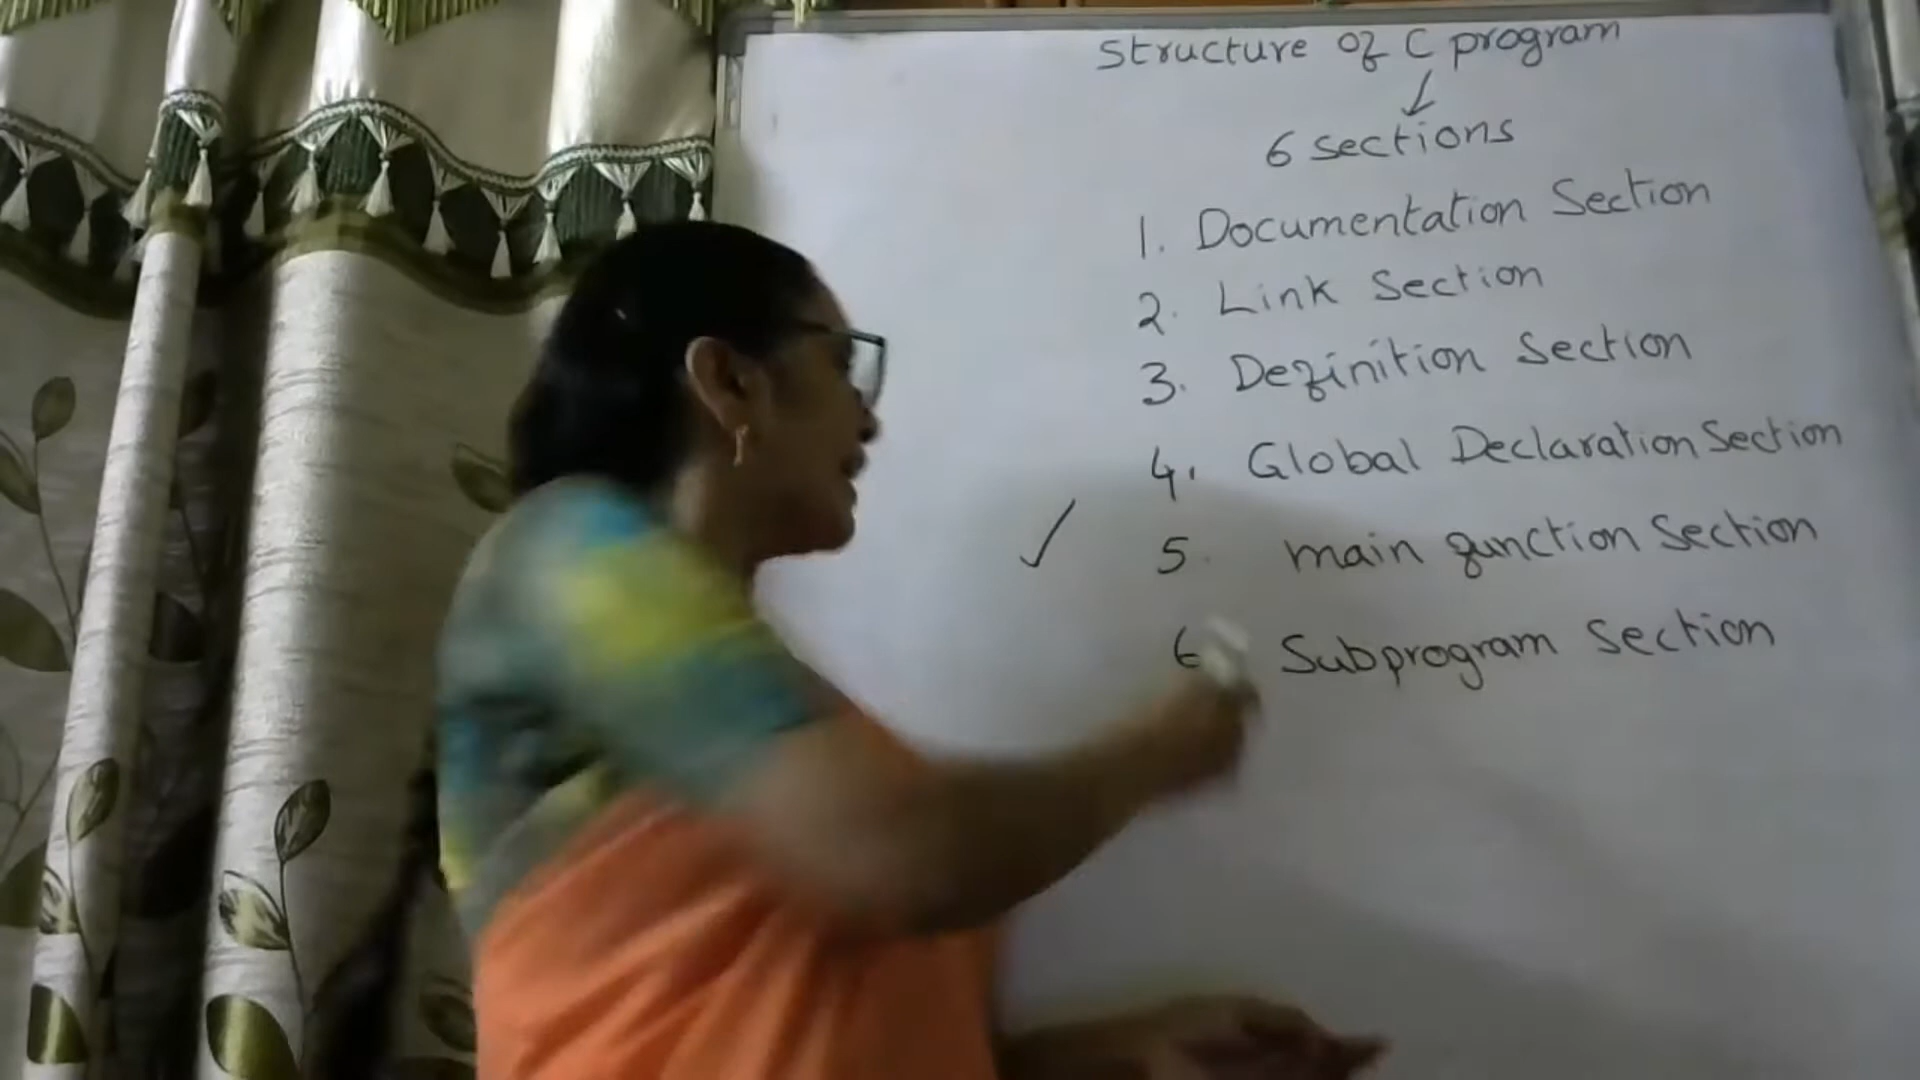 Structure of C program
6 sections
1. Documentation Section
2. Link Section
3. Definition Section
4. Global Declaration Section
✓ 5. main function Section
6 Subprogram Section